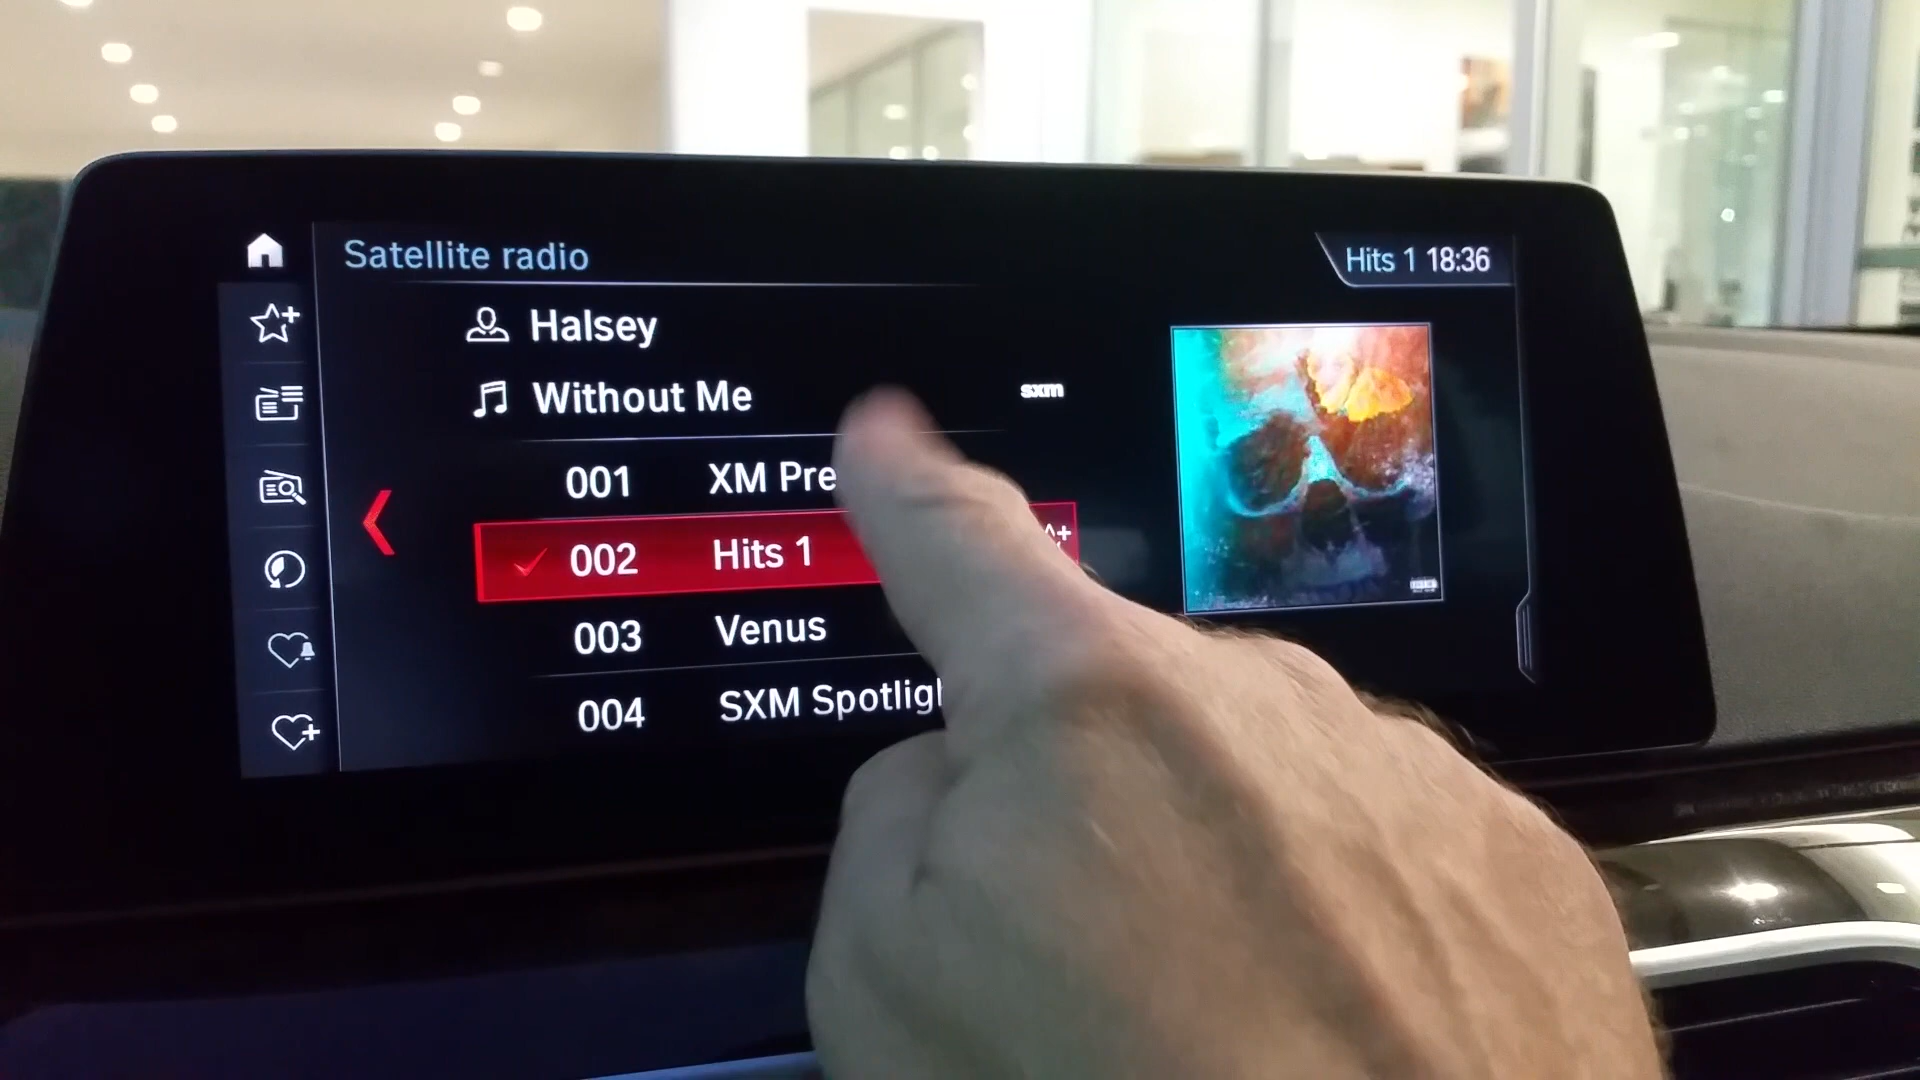 Satellite radio
Hits 1 18:36
Halsey
Without Me
sxm
001 XM Pre
002 Hits 1
003 Venus
004 SXM Spotligh